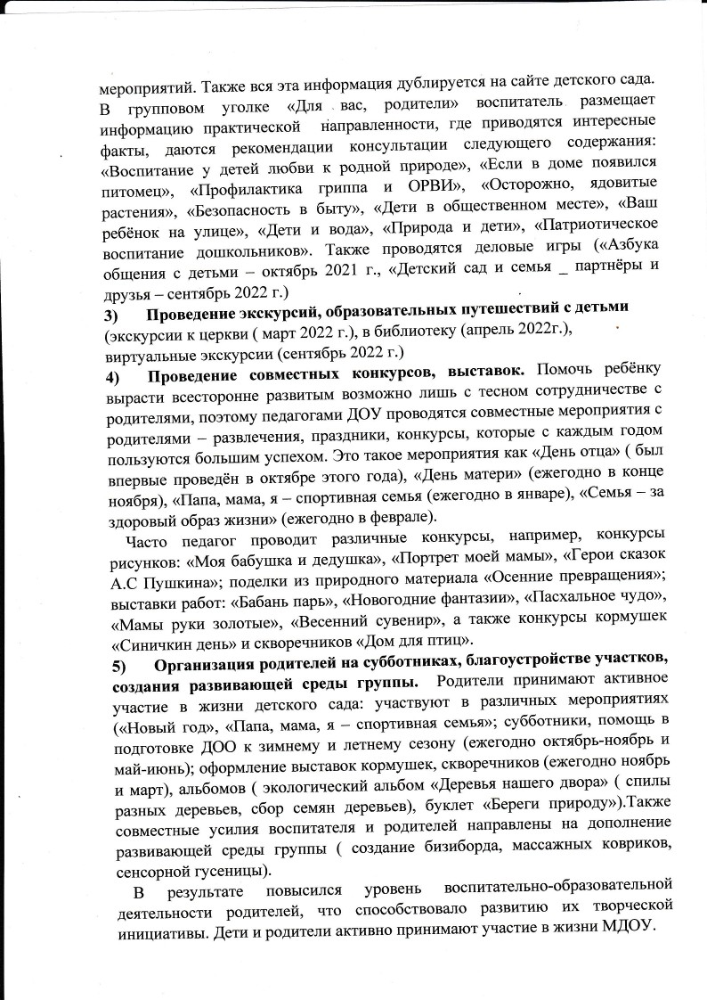 мероприятий. Также вся эта информация дублируется на сайте детского сада.
В групповом уголке «Для вас, родители» воспитатель размещает
информацию практической направленности, где приводятся интересные
факты, даются рекомендации консультации следующего содержания:
«Воспитание у детей любви к родной природе», «Если в доме появился
питомец», «Профилактика гриппа и ОРВИ», «Осторожно, ядовитые
растения», «Безопасность в быту», «Дети в общественном месте», «Ваш
ребёнок на улице», «Дети и вода», «Природа и дети», «Патриотическое
воспитание дошкольников». Также проводятся деловые игры («Азбука
общения с детьми – октябрь 2021 г., «Детский сад и семья _ партнёры и
друзья – сентябрь 2022 г.)
3) Проведение экскурсий, образовательных путешествий с детьми
(экскурсии к церкви ( март 2022 г.), в библиотеку (апрель 2022г.),
виртуальные экскурсии (сентябрь 2022 г.)
4) Проведение совместных конкурсов, выставок. Помочь ребёнку
вырасти всесторонне развитым возможно лишь с тесном сотрудничестве с
родителями, поэтому педагогами ДОУ проводятся совместные мероприятия с
родителями – развлечения, праздники, конкурсы, которые с каждым годом
пользуются большим успехом. Это такое мероприятия как «День отца» ( был
впервые проведён в октябре этого года), «День матери» (ежегодно в конце
ноября), «Папа, мама, я – спортивная семья (ежегодно в январе), «Семья – за
здоровый образ жизни» (ежегодно в феврале).
Часто педагог проводит различные конкурсы, например, конкурсы
рисунков: «Моя бабушка и дедушка», «Портрет моей мамы», «Герои сказок
А.С Пушкина»; поделки из природного материала «Осенние превращения»;
выставки работ: «Бабань парь», «Новогодние фантазии», «Пасхальное чудо»,
«Мамы руки золотые», «Весенний сувенир», а также конкурсы кормушек
«Синичкин день» и скворечников «Дом для птиц».
5) Организация родителей на субботниках, благоустройстве участков,
создания развивающей среды группы. Родители принимают активное
участие в жизни детского сада: участвуют в различных мероприятиях
(«Новый год», «Папа, мама, я – спортивная семья»; субботники, помощь в
подготовке ДОО к зимнему и летнему сезону (ежегодно октябрь-ноябрь и
май-июнь); оформление выставок кормушек, скворечников (ежегодно ноябрь
и март), альбомов ( экологический альбом «Деревья нашего двора» ( спилы
разных деревьев, сбор семян деревьев), буклет «Береги природу»).Также
совместные усилия воспитателя и родителей направлены на дополнение
развивающей среды группы ( создание бизиборда, массажных ковриков,
сенсорной гусеницы).
В результате повысился уровень воспитательно-образовательной
деятельности родителей, что способствовало развитию их творческой
инициативы. Дети и родители активно принимают участие в жизни МДОУ.